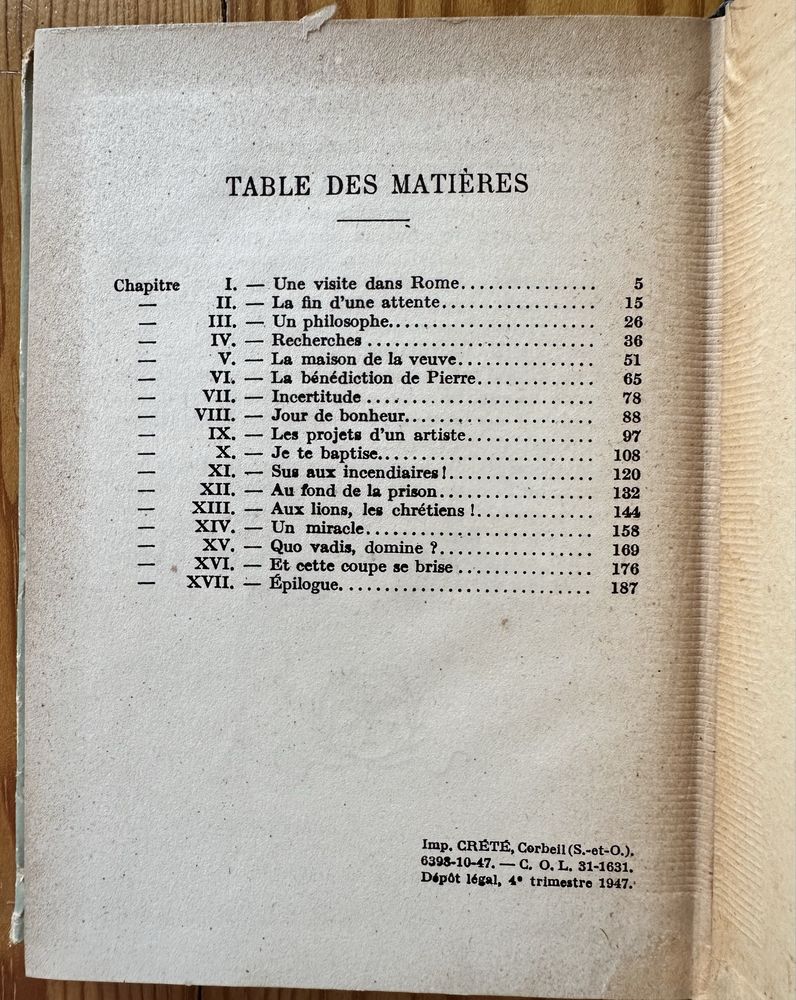 TABLE DES MATIÈRES
Chapitre I. — Une visite dans Rome............... 5
— II. — La fin d'une attente................. 15
— III. — Un philosophe....................... 26
— IV. — Recherches ......................... 36
— V. — La maison de la veuve............... 51
— VI. — La bénédiction de Pierre............. 65
— VII. — Incertitude ......................... 78
— VIII. — Jour de bonheur..................... 88
— IX. — Les projets d'un artiste.............. 97
— X. — Je te baptise........................ 108
— XI. — Sus aux incendiaires!................ 120
— XII. — Au fond de la prison................. 132
— XIII. — Aux lions, les chrétiens !............. 144
— XIV. — Un miracle......................... 158
— XV. — Quo vadis, domine ?................. 169
— XVI. — Et cette coupe se brise ............... 176
— XVII. — Épilogue............................ 187
Imp. CRÉTÉ, Corbeil (S.-et-O.).
6398-10-47. — C. O. L. 31-1631.
Dépôt légal, 4e trimestre 1947.